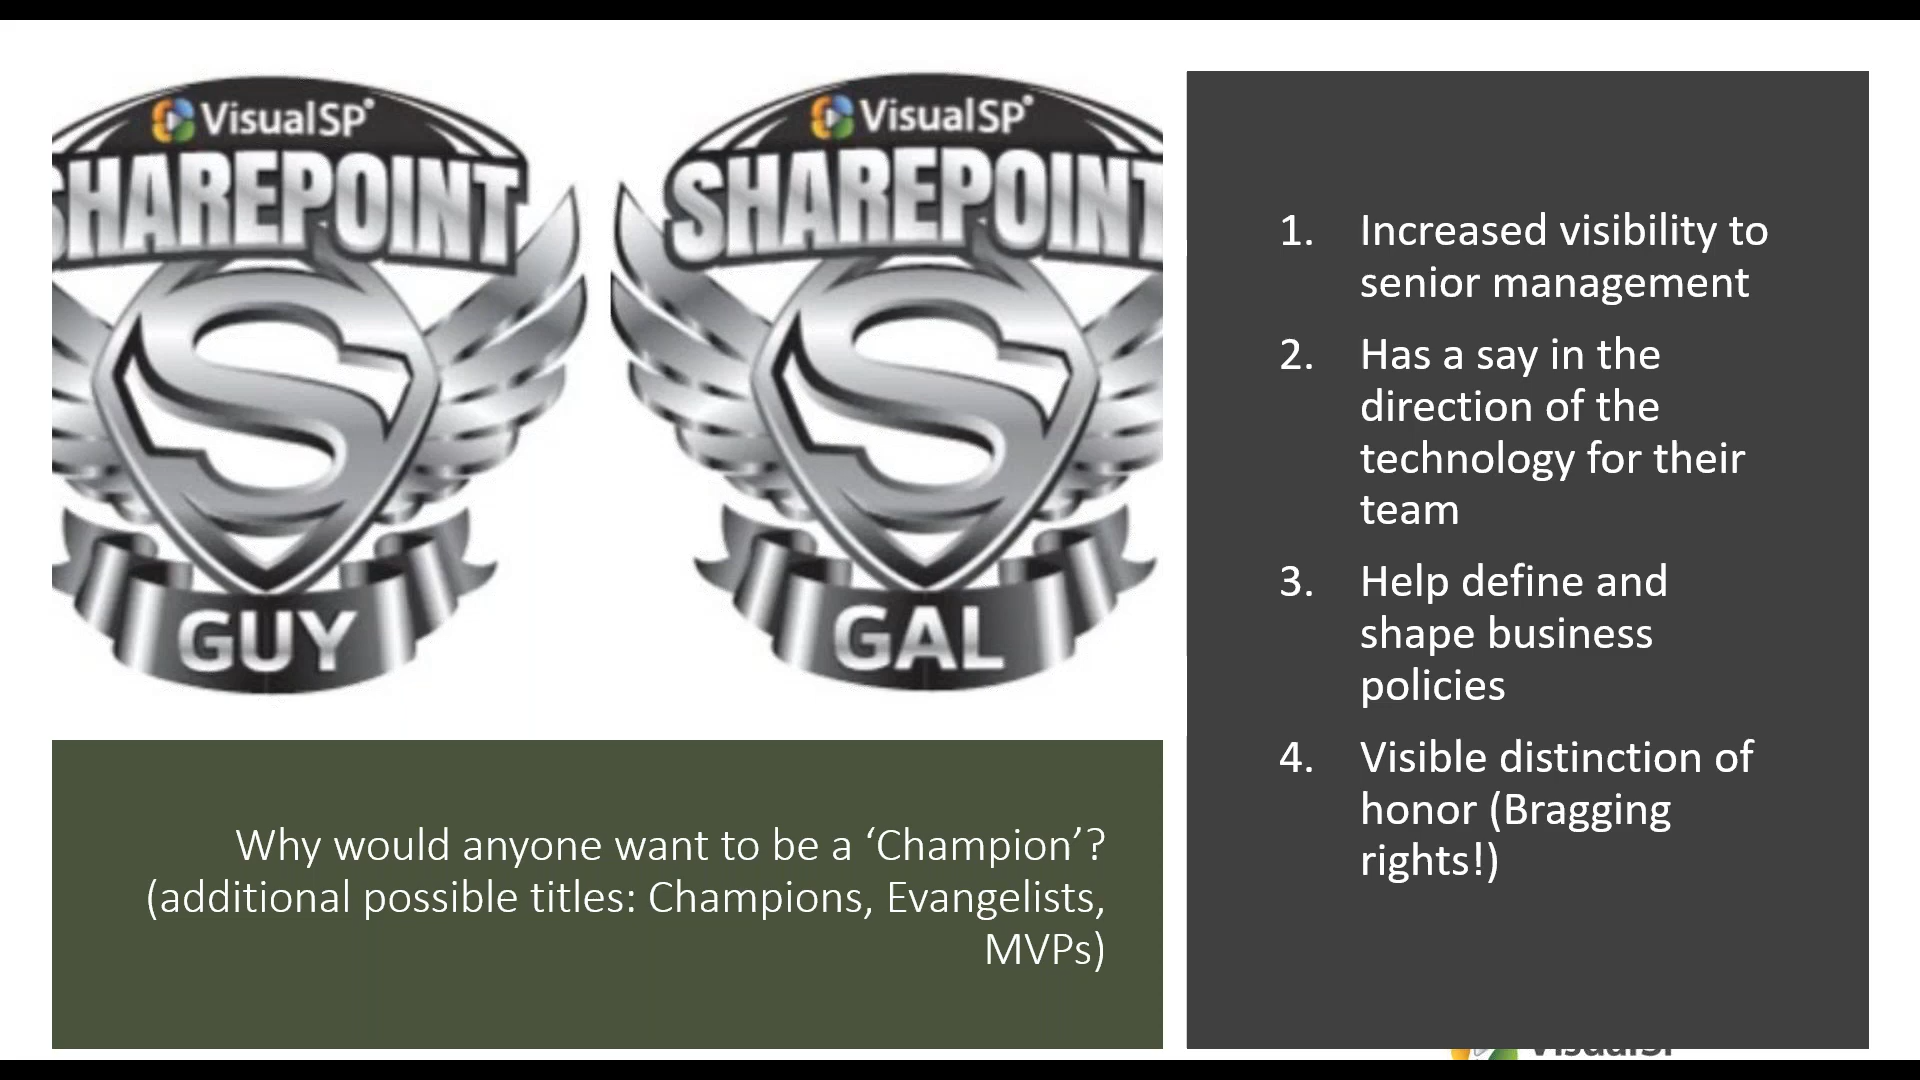 VisualSP®
SHAREPOINT
S
GUY
VisualSP®
SHAREPOINT
S
GAL
Why would anyone want to be a ‘Champion’?
(additional possible titles: Champions, Evangelists,
MVPs)
1. Increased visibility to
senior management
2. Has a say in the
direction of the
technology for their
team
3. Help define and
shape business
policies
4. Visible distinction of
honor (Bragging
rights!)
VisualSP